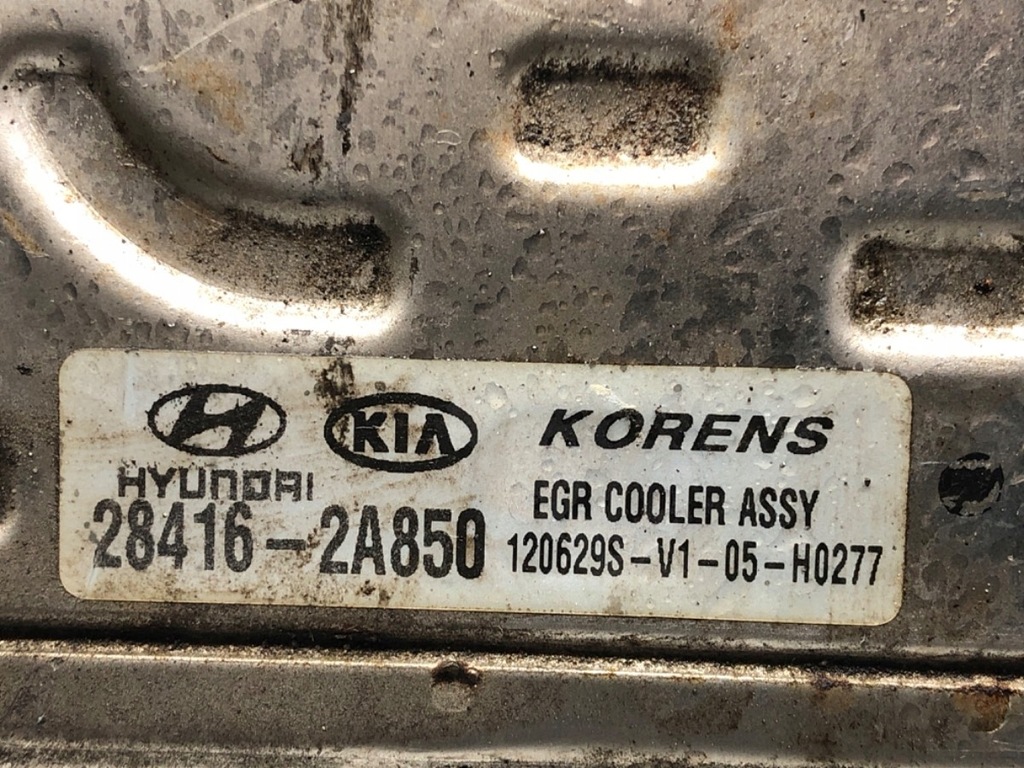 KIA
KORENS
HYUNDAI
EGR COOLER ASSY
28416-2A850
120629S-V1-05-H0277